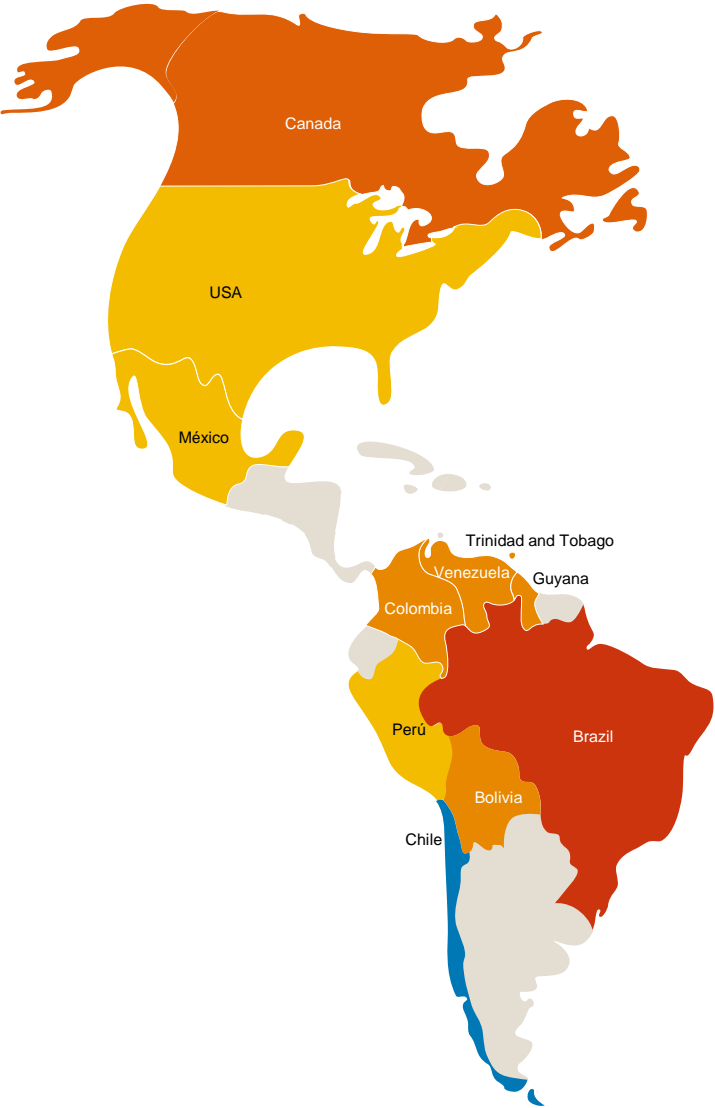 Canada
USA
México
Trinidad and Tobago
Venezuela
Guyana
Colombia
Perú
Brazil
Bolivia
Chile